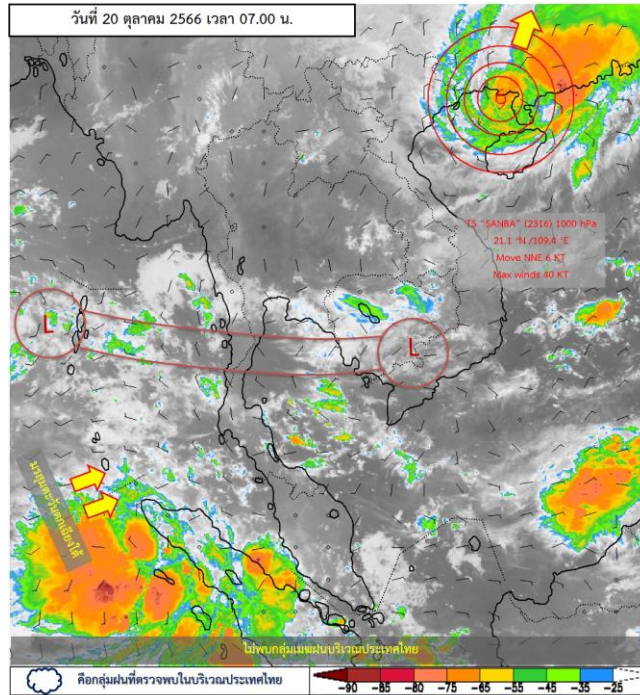 วันที่ 20 ตุลาคม 2566 เวลา 07.00 น.
TS "SANBA" (2316) 1000 hPa
21.1 °N /109.4 °E
Move NNE 6 KT
Max winds 40 KT
L
L
มรสุมตะวันตกเฉียงใต้
ไม่พบกลุ่มเมฆฝนบริเวณประเทศไทย
คือกลุ่มฝนที่ตรวจพบในบริเวณประเทศไทย
-90 -85 -80 -75 -65 -55 -45 -35 -25